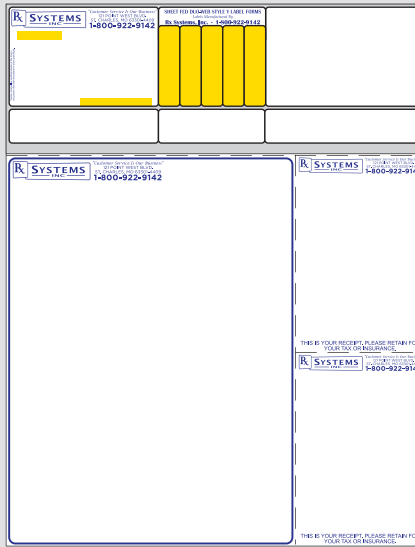 Rx SYSTEMS INC
"Customer Service Is Our Business"
121 POINT WEST BLVD.
ST. CHARLES, MO 63301-4409
1-800-922-9142
SHEET FED DUO-WEB STYLE V LABEL FORMS
Labels Manufactured By
Rx Systems, Inc. - 1-800-922-9142
Rx SYSTEMS INC
"Customer Service Is Our Business"
121 POINT WEST BLVD.
ST. CHARLES, MO 63301-4409
1-800-922-9142
Rx SYSTEMS INC
"Customer Service Is Our Busi
121 POINT WEST BLVD.
ST. CHARLES, MO
1-800-922-914
THIS IS YOUR RECEIPT, PLEASE RETAIN FO
YOUR TAX OR INSURANCE.
Rx SYSTEMS INC
"Customer Service Is Our Busi
121 POINT WEST BLVD.
ST. CHARLES, MO
1-800-922-914
THIS IS YOUR RECEIPT, PLEASE RETAIN FO
YOUR TAX OR INSURANCE.